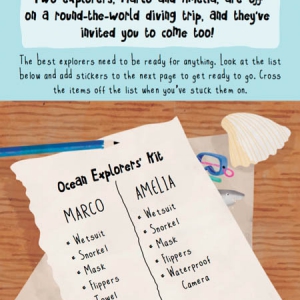 Two explorers, Marco and Amelia, are off
on a round-the-world diving trip, and they've
invited you to come too!
The best explorers need to be ready for anything. Look at the list
below and add stickers to the next page to get ready to go. Cross
the items off the list when you've stuck them on.
Ocean Explorers' Kit
MARCO
• Wetsuit
• Snorkel
• Mask
• Flippers
• Towel
AMELIA
• Wetsuit
• Snorkel
• Mask
• Flippers
• Waterproof
Camera